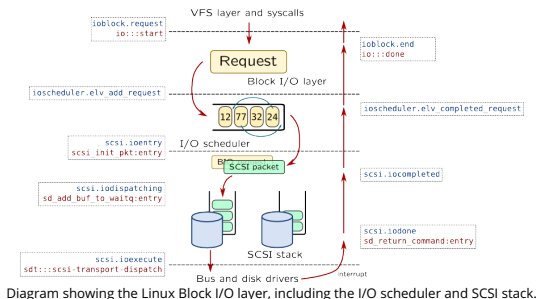 VFS layer and syscalls
ioblock.request
io:::start
ioblock.end
io:::done
Request
Block I/O layer
ioscheduler.elv_add_request
ioscheduler.elv_completed_request
12 77 32 24
I/O scheduler
scsi.ioentry
scsi_init_pkt:entry
SCSI packet
scsi.iocompleted
scsi.iodispatching
sd_add_buf_to_waitq:entry
scsi.iodone
sd_return_command:entry
SCSI stack
scsi.ioexecute
sdt:::scsi-transport-dispatch
Bus and disk drivers
interrupt
Diagram showing the Linux Block I/O layer, including the I/O scheduler and SCSI stack.